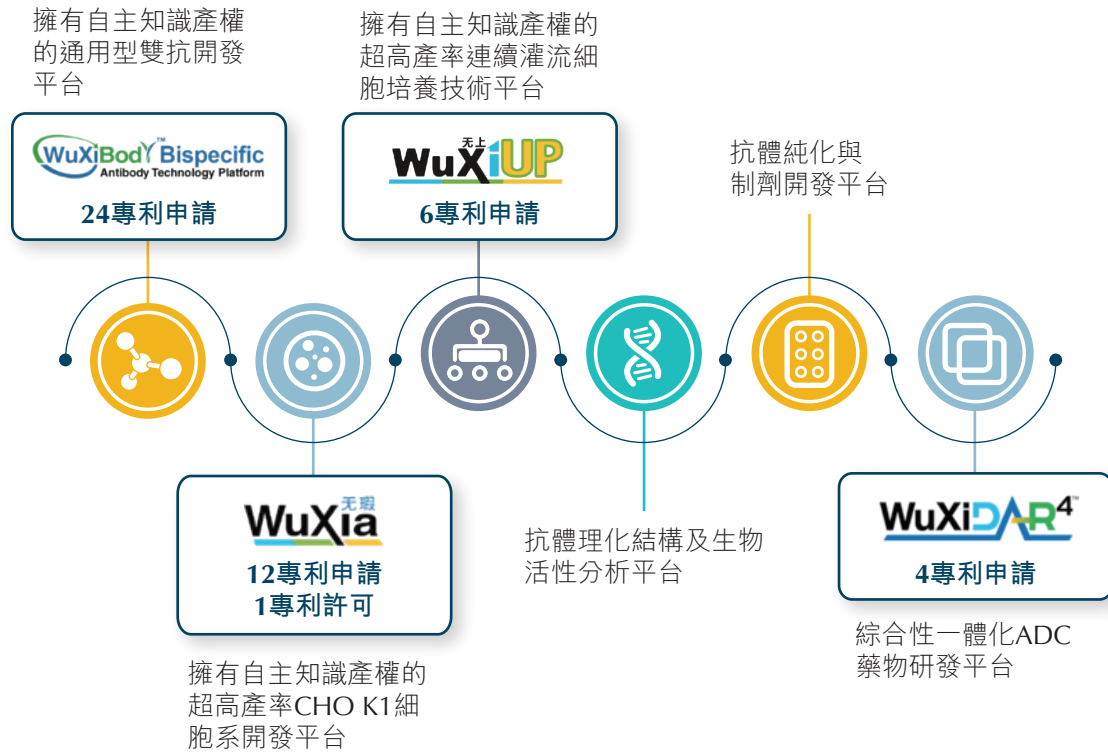 擁有自主知識產權
的通用型雙抗開發
平台
WuXiBody™ Bispecific
Antibody Technology Platform
24專利申請
擁有自主知識產權的
超高產率連續灌流細
胞培養技術平台
无上
WuXiUP
6專利申請
抗體純化與
制劑開發平台
无瑕
WuXia
12專利申請
1專利許可
擁有自主知識產權的
超高產率CHO K1細
胞系開發平台
抗體理化結構及生物
活性分析平台
WuXiDAR4™
4專利申請
綜合性一體化ADC
藥物研發平台